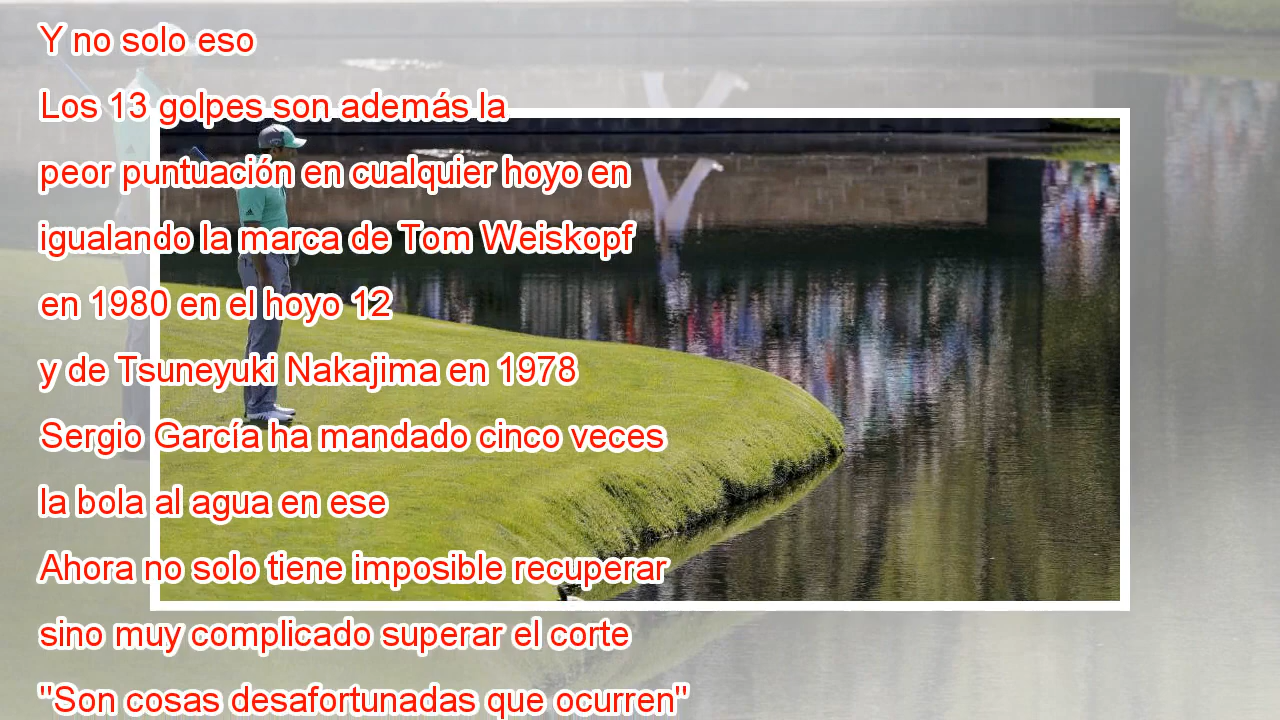 Y no solo eso
Los 13 golpes son además la
peor puntuación en cualquier hoyo en
igualando la marca de Tom Weiskopf
en 1980 en el hoyo 12
y de Tsuneyuki Nakajima en 1978
Sergio García ha mandado cinco veces
la bola al agua en ese
Ahora no solo tiene imposible recuperar
sino muy complicado superar el corte
"Son cosas desafortunadas que ocurren"